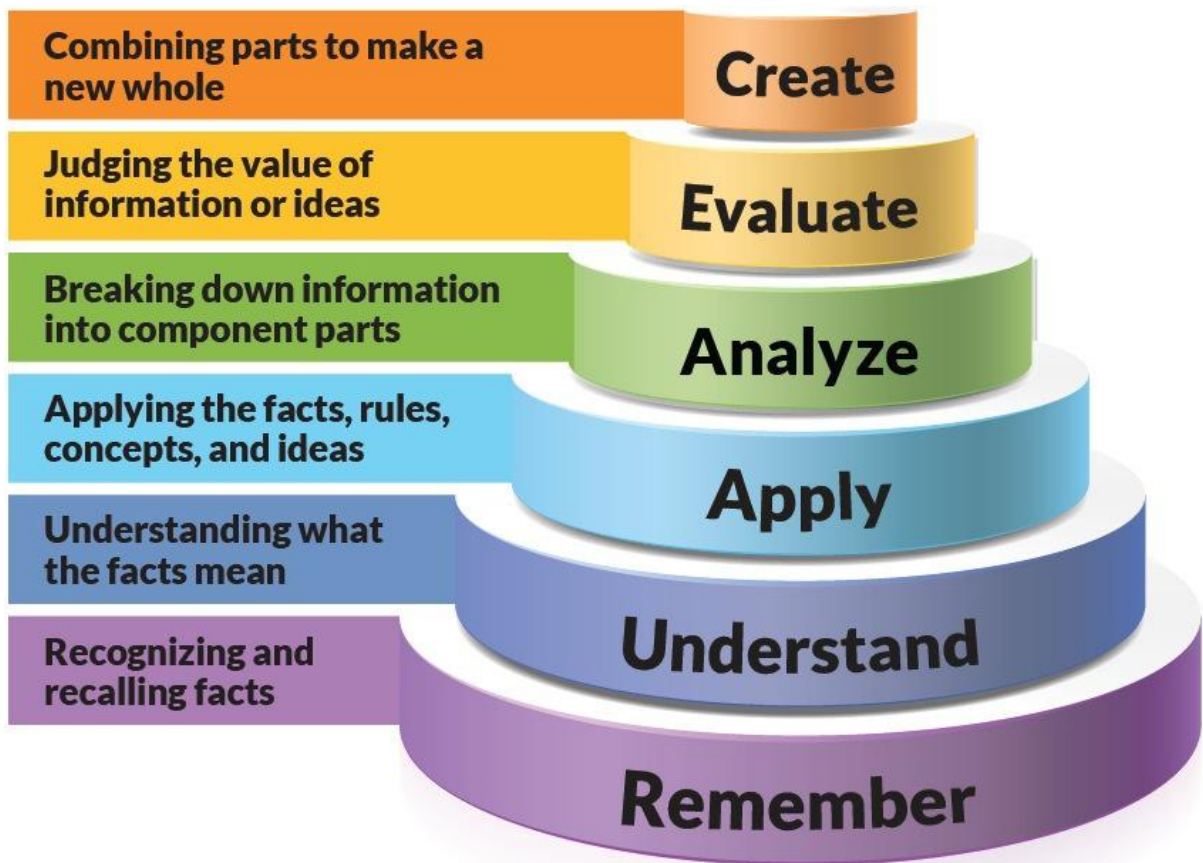 Combining parts to make a
new whole
Create
Judging the value of
information or ideas
Evaluate
Breaking down information
into component parts
Analyze
Applying the facts, rules,
concepts, and ideas
Apply
Understanding what
the facts mean
Understand
Recognizing and
recalling facts
Remember